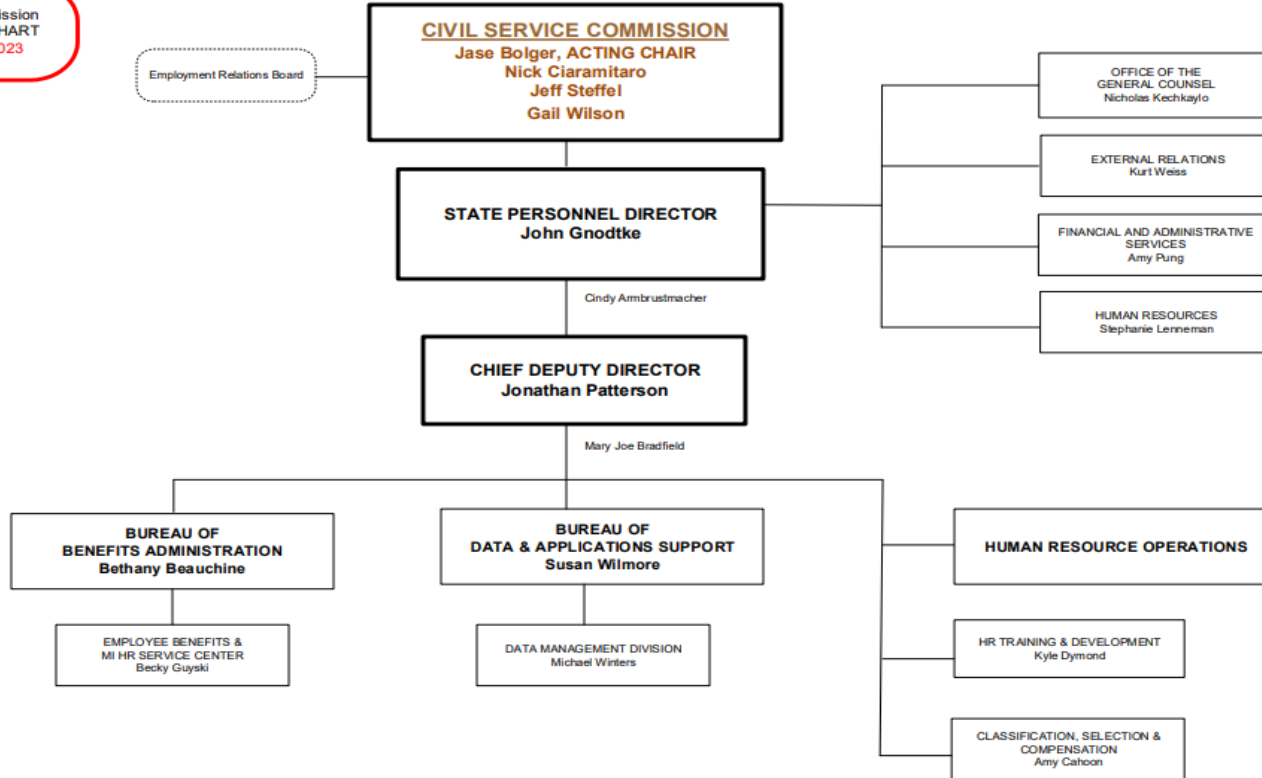 CIVIL SERVICE COMMISSION
Jase Bolger, ACTING CHAIR
Nick Ciaramitaro
Jeff Steffel
Gail Wilson
Employment Relations Board
OFFICE OF THE
GENERAL COUNSEL
Nicholas Kechkaylo
EXTERNAL RELATIONS
Kurt Weiss
FINANCIAL AND ADMINISTRATIVE
SERVICES
Amy Pung
HUMAN RESOURCES
Stephanie Lenneman
STATE PERSONNEL DIRECTOR
John Gnodtke
Cindy Armbrustmacher
CHIEF DEPUTY DIRECTOR
Jonathan Patterson
Mary Joe Bradfield
BUREAU OF
BENEFITS ADMINISTRATION
Bethany Beauchine
EMPLOYEE BENEFITS &
MI HR SERVICE CENTER
Becky Guyski
BUREAU OF
DATA & APPLICATIONS SUPPORT
Susan Wilmore
DATA MANAGEMENT DIVISION
Michael Winters
HUMAN RESOURCE OPERATIONS
HR TRAINING & DEVELOPMENT
Kyle Dymond
CLASSIFICATION, SELECTION &
COMPENSATION
Amy Cahoon